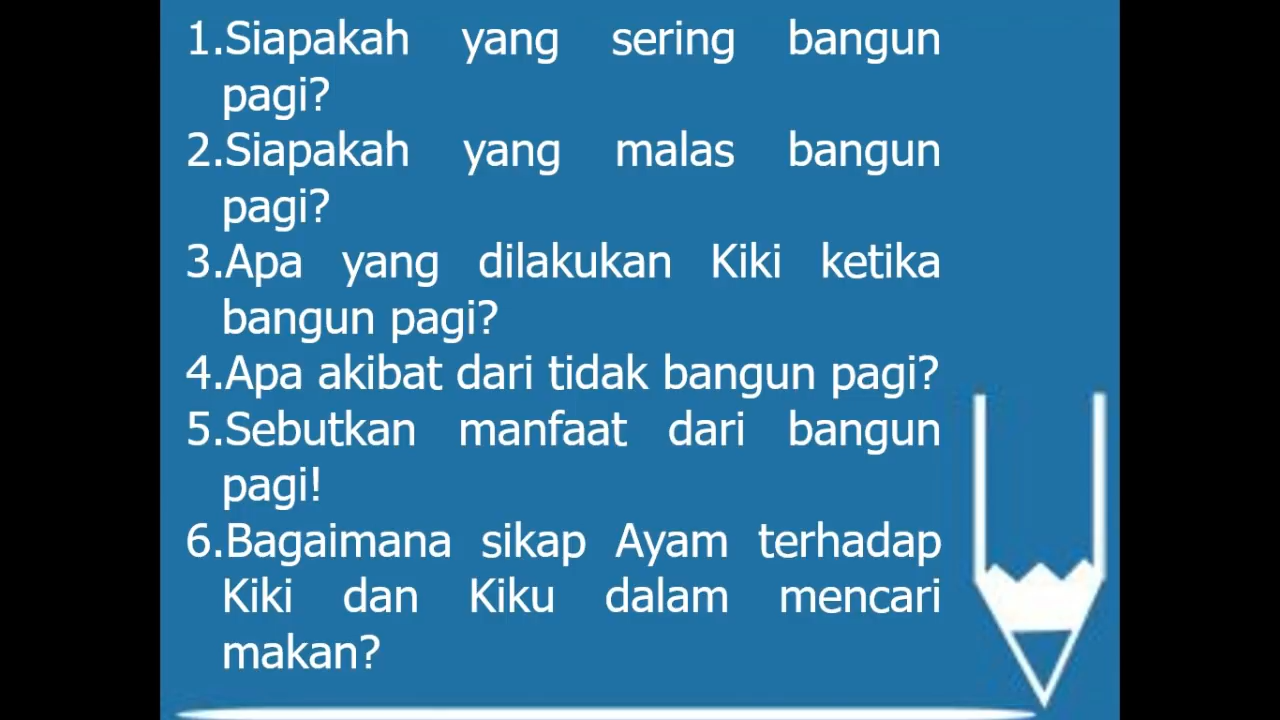 1.Siapakah yang sering bangun
pagi?
2.Siapakah yang malas bangun
pagi?
3.Apa yang dilakukan Kiki ketika
bangun pagi?
4.Apa akibat dari tidak bangun pagi?
5.Sebutkan manfaat dari bangun
pagi!
6.Bagaimana sikap Ayam terhadap
Kiki dan Kiku dalam mencari
makan?